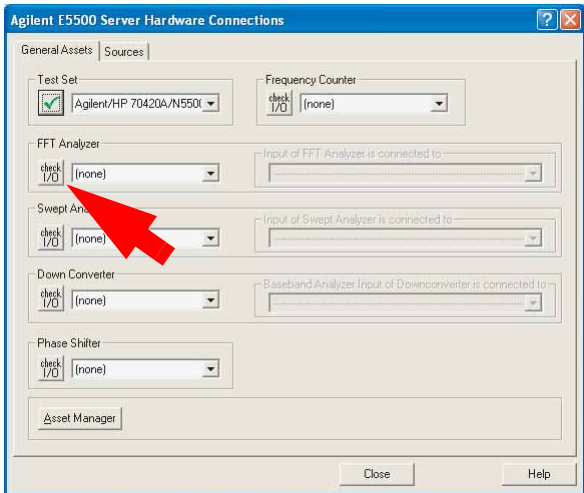 Agilent E5500 Server Hardware Connections
General Assets
Sources
Test Set
Agilent/HP 70420A/N550(
Frequency Counter
check
I/O
(none)
FFT Analyzer
check
I/O
(none)
Input of FFT Analyzer is connected to
Swept Ana
check
I/O
(none)
Input of Swept Analyzer is connected to
Down Converter
check
I/O
(none)
Baseband Analyzer Input of Downconverter is connected to
Phase Shifter
check
I/O
(none)
Asset Manager
Close
Help